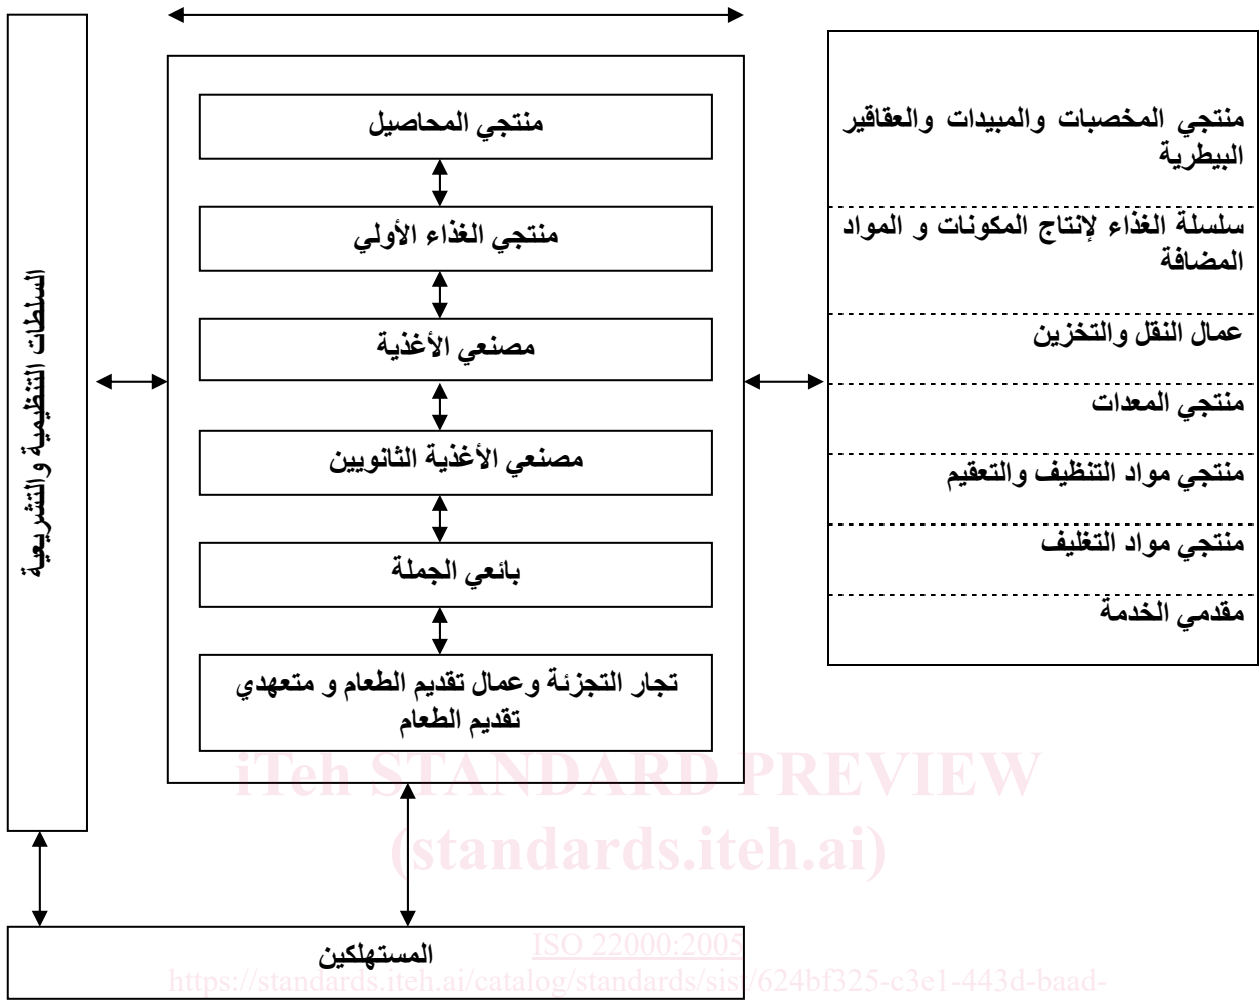 منتجي المحاصيل
منتجي الغذاء الأولي
مصنعي الأغذية
مصنعي الأغذية الثانويين
بائعي الجملة
تجار التجزئة وعمال تقديم الطعام و متعهدي
تقديم الطعام
منتجي المخصبات والمبيدات والعقاقير
البيطرية
سلسلة الغذاء لإنتاج المكونات و المواد
المضافة
عمال النقل والتخزين
منتجي المعدات
منتجي مواد التنظيف والتعقيم
منتجي مواد التغليف
مقدمي الخدمة
السلطات التنظيمية والتشريعية
iTeh STANDARD PREVIEW
(standards.iteh.ai)
المستهلكين
ISO 22000:2005
https://standards.iteh.ai/catalog/standards/sist/624bf325-c3e1-443d-baad-